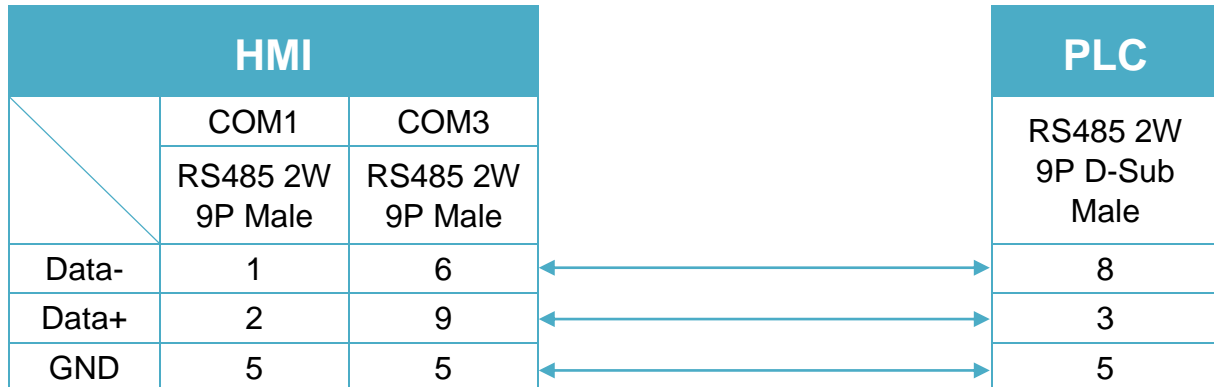 HMI
PLC
COM1 COM3
RS485 2W RS485 2W
9P Male 9P Male
RS485 2W
9P D-Sub
Male
Data- 1 6 8
Data+ 2 9 3
GND 5 5 5